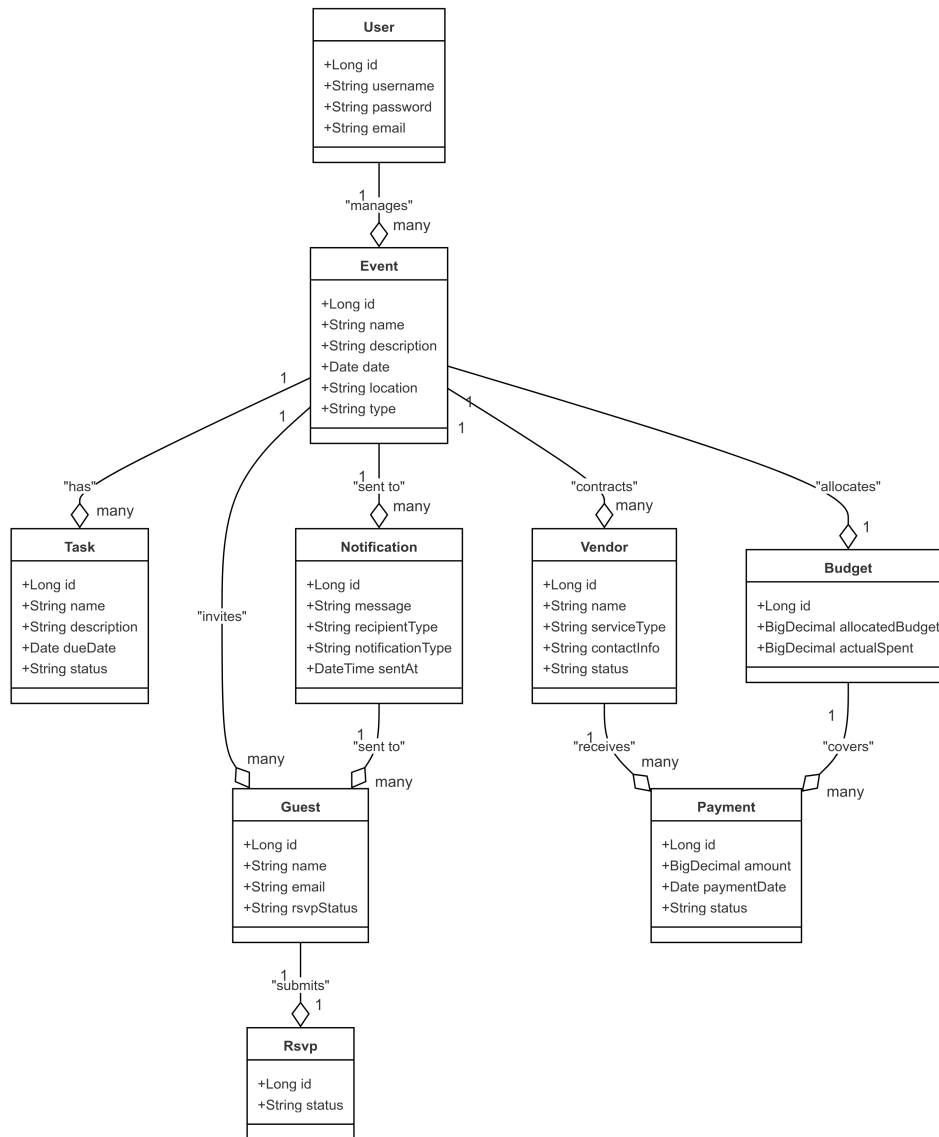 User
+Long id
+String username
+String password
+String email
1
"manages"
many
Event
+Long id
+String name
+String description
+Date date
+String location
+String type
1
1
1
1
1
"has"
many
"sent to"
many
"contracts"
many
"allocates"
1
Task
+Long id
+String name
+String description
+Date dueDate
+String status
Notification
+Long id
+String message
+String recipientType
+String notificationType
+DateTime sentAt
Vendor
+Long id
+String name
+String serviceType
+String contactInfo
+String status
Budget
+Long id
+BigDecimal allocatedBudget
+BigDecimal actualSpent
"invites"
many
1
"sent to"
many
1
"receives"
many
1
"covers"
many
Guest
+Long id
+String name
+String email
+String rsvpStatus
Payment
+Long id
+BigDecimal amount
+Date paymentDate
+String status
1
"submits"
1
Rsvp
+Long id
+String status